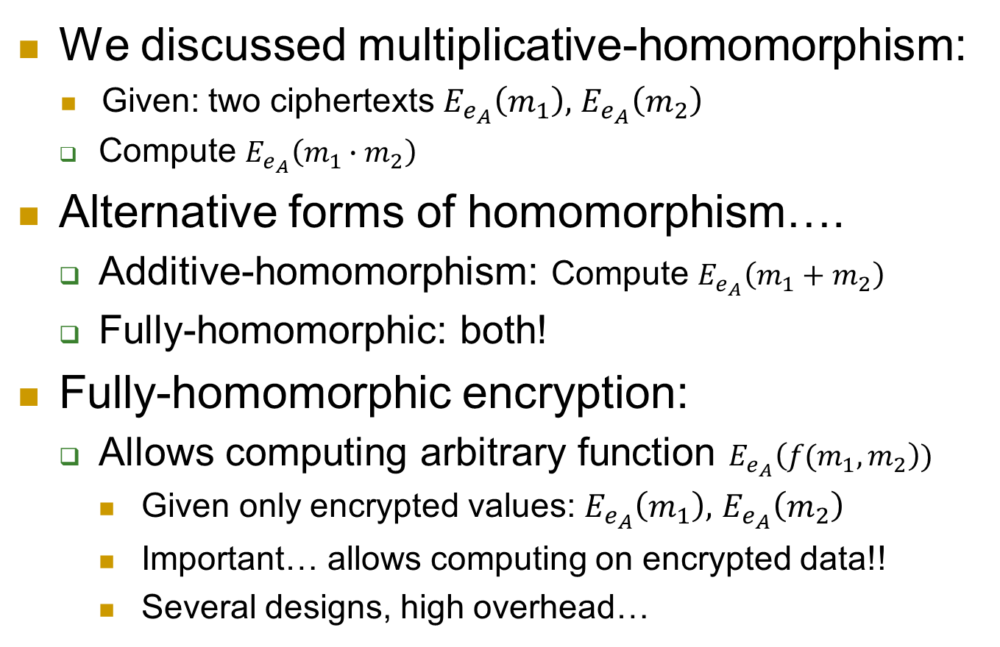 We discussed multiplicative-homomorphism:
Given: two ciphertexts $E_{e_A}(m_1)$, $E_{e_A}(m_2)$
Compute $E_{e_A}(m_1 \cdot m_2)$
Alternative forms of homomorphism….
Additive-homomorphism: Compute $E_{e_A}(m_1 + m_2)$
Fully-homomorphic: both!
Fully-homomorphic encryption:
Allows computing arbitrary function $E_{e_A}(f(m_1, m_2))$
Given only encrypted values: $E_{e_A}(m_1)$, $E_{e_A}(m_2)$
Important… allows computing on encrypted data!!
Several designs, high overhead…